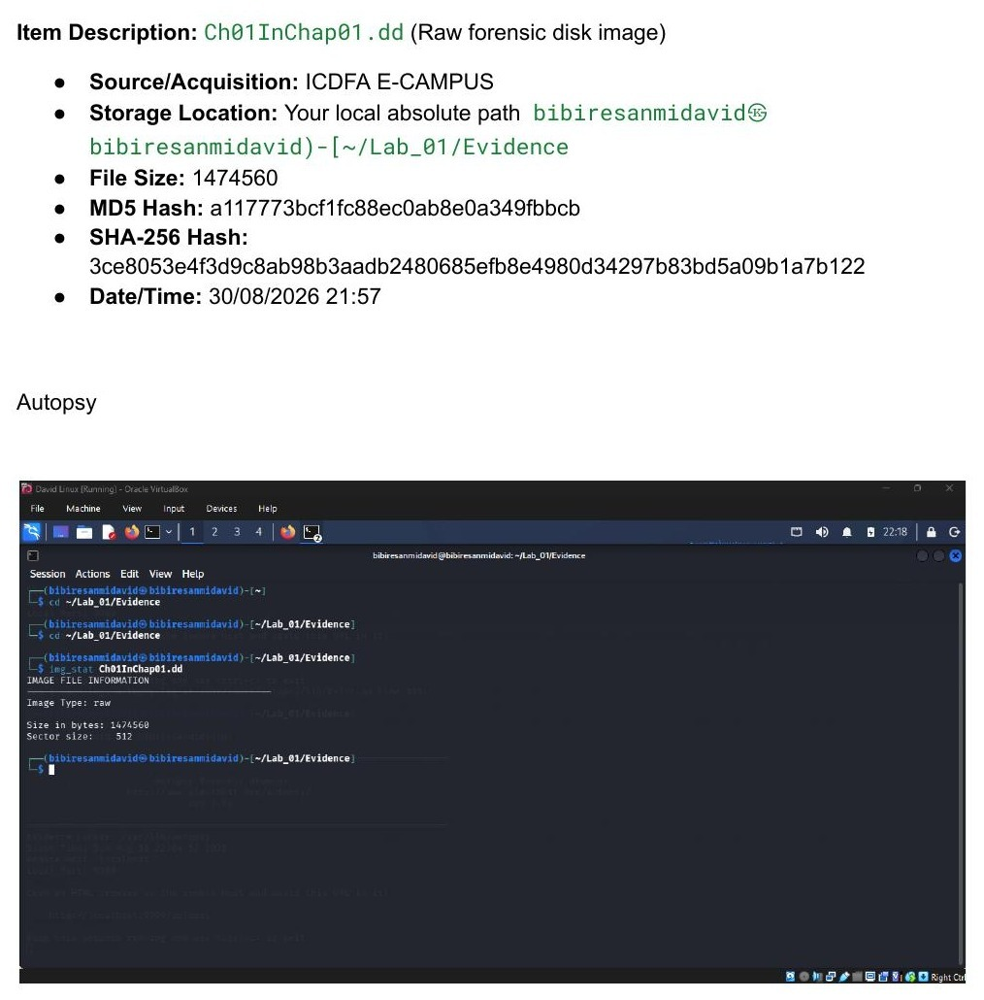 Item Description: Ch01InChap01.dd (Raw forensic disk image)
● Source/Acquisition: ICDFA E-CAMPUS
● Storage Location: Your local absolute path bibiresanmidavid㉿
bibiresanmidavid)-[~/Lab_01/Evidence
● File Size: 1474560
● MD5 Hash: a117773bcf1fc88ec0ab8e0a349fbbcb
● SHA-256 Hash:
3ce8053e4f3d9c8ab98b3aadb2480685efb8e4980d34297b83bd5a09b1a7b122
● Date/Time: 30/08/2026 21:57
Autopsy
David Linux [Running] - Oracle VirtualBox
File Machine View Input Devices Help
1 2 3 4 2 22:18
bibiresanmidavid@bibiresanmidavid: ~/Lab_01/Evidence
Session Actions Edit View Help
┌──(bibiresanmidavid㉿bibiresanmidavid)-[~]
└─$ cd ~/Lab_01/Evidence
┌──(bibiresanmidavid㉿bibiresanmidavid)-[~/Lab_01/Evidence]
└─$ cd ~/Lab_01/Evidence
┌──(bibiresanmidavid㉿bibiresanmidavid)-[~/Lab_01/Evidence]
└─$ img_stat Ch01InChap01.dd
IMAGE FILE INFORMATION
Image Type: raw
Size in bytes: 1474560
Sector size: 512
┌──(bibiresanmidavid㉿bibiresanmidavid)-[~/Lab_01/Evidence]
└─$
Right Ctrl